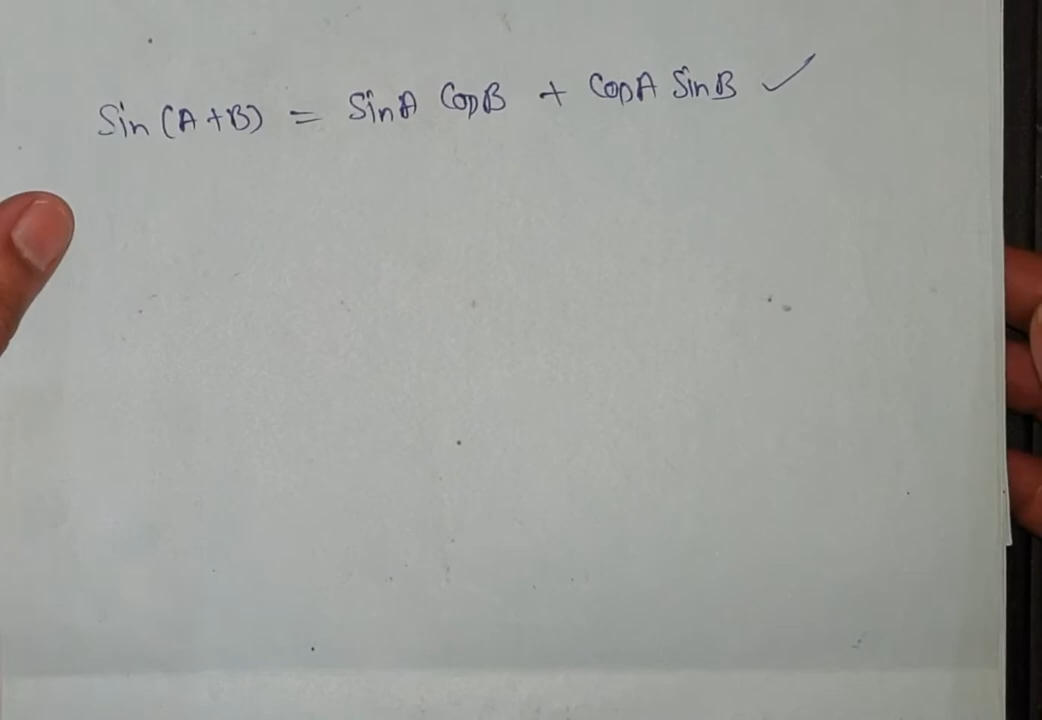 Sin (A+B) = SinA CosB + CosA SinB ✓